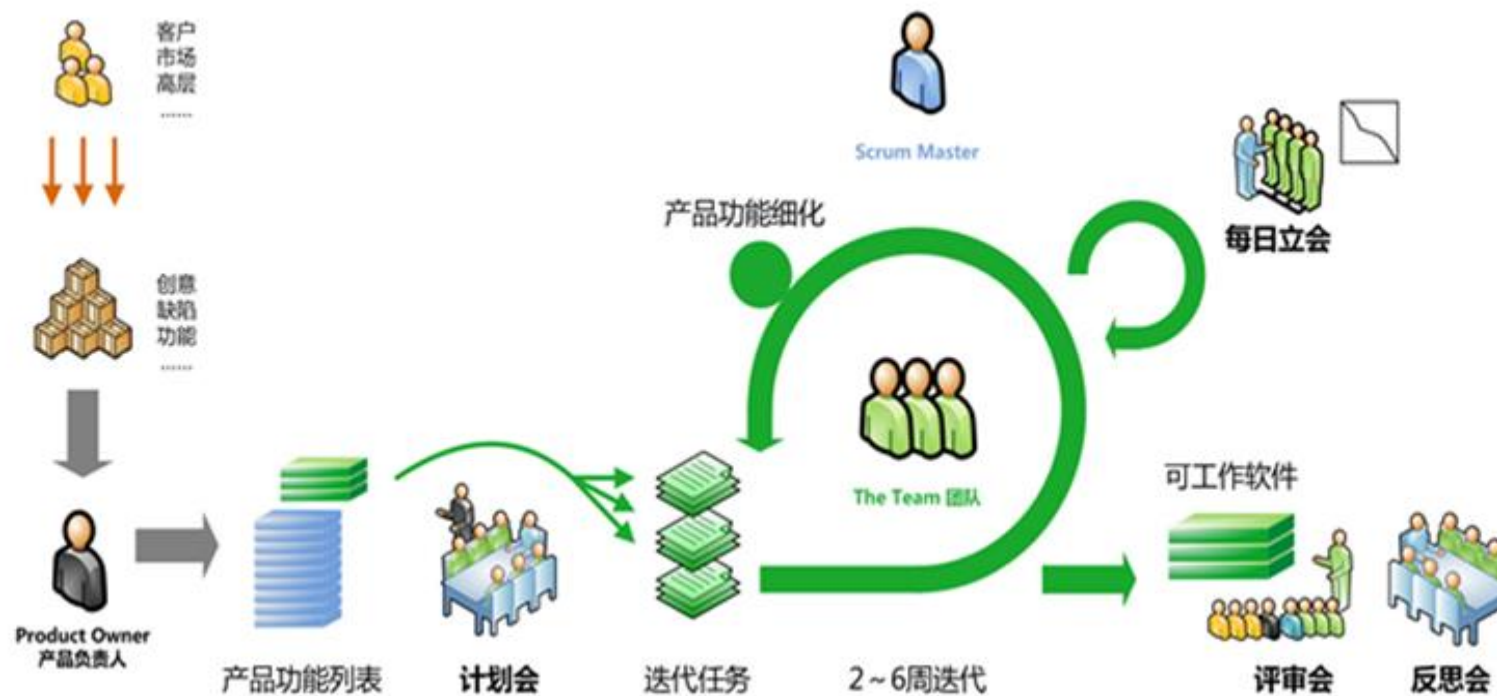 客户
市场
高层
......
Scrum Master
产品功能细化
每日立会
创意
缺陷
功能
......
The Team 团队
可工作软件
Product Owner
产品负责人
产品功能列表
计划会
迭代任务
2~6周迭代
评审会
反思会